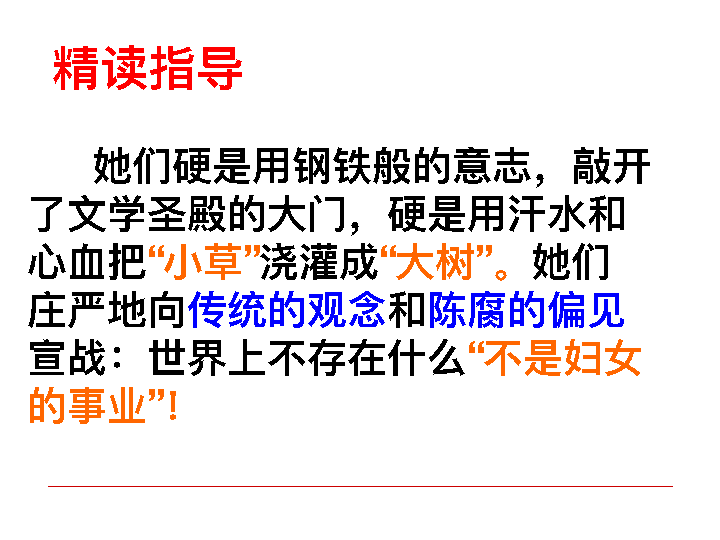 精读指导
她们硬是用钢铁般的意志，敲开
了文学圣殿的大门，硬是用汗水和
心血把“小草”浇灌成“大树”。她们
庄严地向传统的观念和陈腐的偏见
宣战：世界上不存在什么“不是妇女
的事业”!